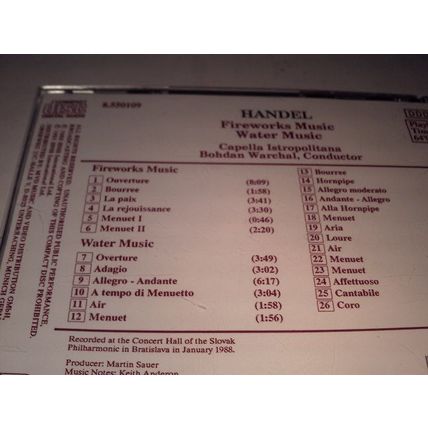 8.550109
DDD
HANDEL
Fireworks Music
Water Music
Capella Istropolitana
Bohdan Warchal, Conductor
Fireworks Music
1 Ouverture (8:09)
2 Bourree (1:58)
3 La paix (3:41)
4 La rejouissance (3:30)
5 Menuet I (0:46)
6 Menuet II (2:20)
Water Music
7 Overture (3:49)
8 Adagio (3:02)
9 Allegro - Andante (6:17)
10 A tempo di Menuetto (3:04)
11 Air (1:58)
12 Menuet (1:56)
13 Bourree
14 Hornpipe
15 Allegro moderato
16 Andante - Allegro
17 Alla Hornpipe
18 Menuet
19 Aria
20 Loure
21 Air
22 Menuet
23 Menuet
24 Affettuoso
25 Cantabile
26 Coro
Recorded at the Concert Hall of the Slovak
Philharmonic in Bratislava in January 1988.
Producer: Martin Sauer
Music Notes: Keith Anderson